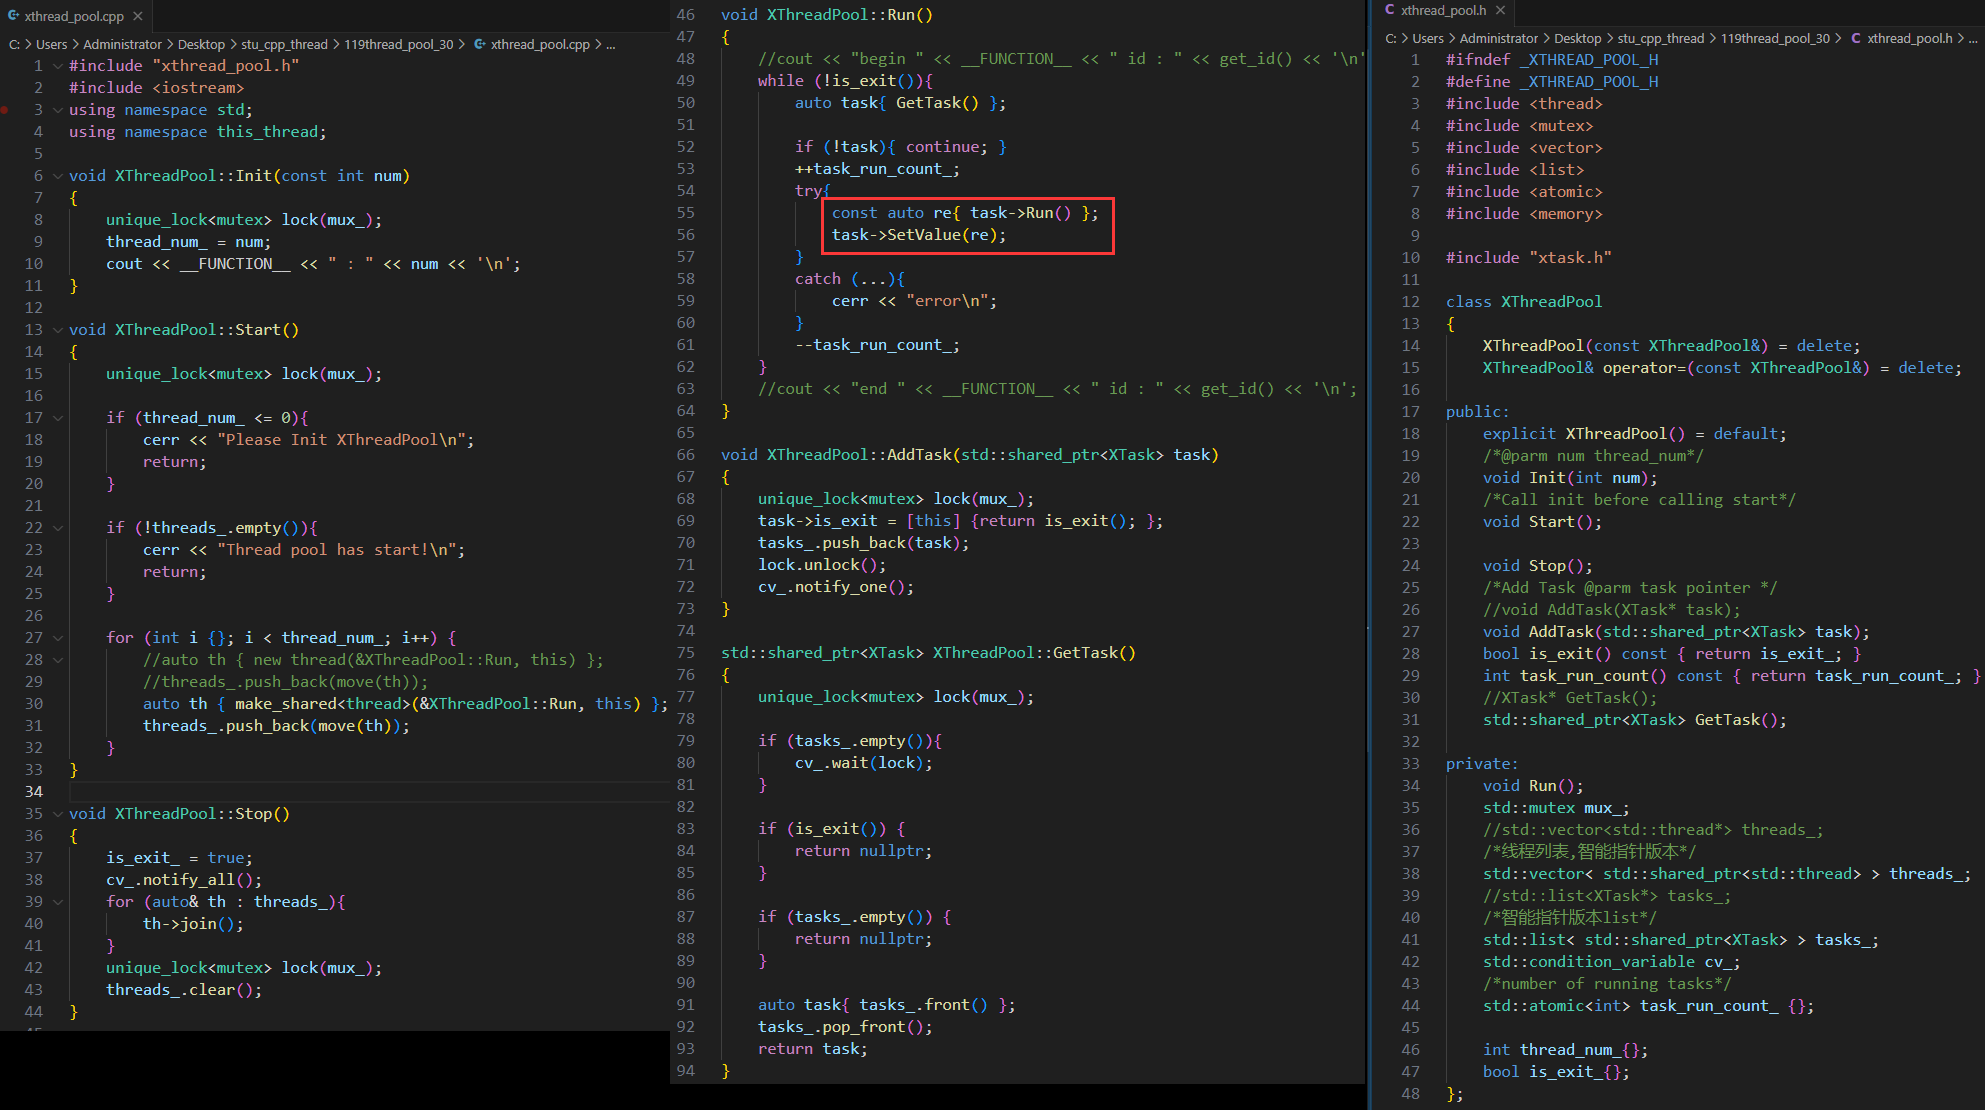 xthread_pool.cpp
C: > Users > Administrator > Desktop > stu_cpp_thread > 119thread_pool_30 > xthread_pool.cpp > ...
1 #include "xthread_pool.h"
2 #include <iostream>
3 using namespace std;
4 using namespace this_thread;
5
6 void XThreadPool::Init(const int num)
7 {
8 unique_lock<mutex> lock(mux_);
9 thread_num_ = num;
10 cout << __FUNCTION__ << " : " << num << '\n';
11 }
12
13 void XThreadPool::Start()
14 {
15 unique_lock<mutex> lock(mux_);
16
17 if (thread_num_ <= 0){
18 cerr << "Please Init XThreadPool\n";
19 return;
20 }
21
22 if (!threads_.empty()){
23 cerr << "Thread pool has start!\n";
24 return;
25 }
26
27 for (int i {}; i < thread_num_; i++) {
28 //auto th { new thread(&XThreadPool::Run, this) };
29 //threads_.push_back(move(th));
30 auto th { make_shared<thread>(&XThreadPool::Run, this) };
31 threads_.push_back(move(th));
32 }
33 }
34
35 void XThreadPool::Stop()
36 {
37 is_exit_ = true;
38 cv_.notify_all();
39 for (auto& th : threads_){
40 th->join();
41 }
42 unique_lock<mutex> lock(mux_);
43 threads_.clear();
44 }
46 void XThreadPool::Run()
47 {
48 //cout << "begin " << __FUNCTION__ << " id : " << get_id() << '\n'
49 while (!is_exit()){
50 auto task{ GetTask() };
51
52 if (!task){ continue; }
53 ++task_run_count_;
54 try{
55 const auto re{ task->Run() };
56 task->SetValue(re);
57 }
58 catch (...){
59 cerr << "error\n";
60 }
61 --task_run_count_;
62 }
63 //cout << "end " << __FUNCTION__ << " id : " << get_id() << '\n';
64 }
65
66 void XThreadPool::AddTask(std::shared_ptr<XTask> task)
67 {
68 unique_lock<mutex> lock(mux_);
69 task->is_exit = [this] {return is_exit(); };
70 tasks_.push_back(task);
71 lock.unlock();
72 cv_.notify_one();
73 }
74
75 std::shared_ptr<XTask> XThreadPool::GetTask()
76 {
77 unique_lock<mutex> lock(mux_);
78
79 if (tasks_.empty()){
80 cv_.wait(lock);
81 }
82
83 if (is_exit()) {
84 return nullptr;
85 }
86
87 if (tasks_.empty()) {
88 return nullptr;
89 }
90
91 auto task{ tasks_.front() };
92 tasks_.pop_front();
93 return task;
94 }
xthread_pool.h
C: > Users > Administrator > Desktop > stu_cpp_thread > 119thread_pool_30 > xthread_pool.h > ...
1 #ifndef _XTHREAD_POOL_H
2 #define _XTHREAD_POOL_H
3 #include <thread>
4 #include <mutex>
5 #include <vector>
6 #include <list>
7 #include <atomic>
8 #include <memory>
9
10 #include "xtask.h"
11
12 class XThreadPool
13 {
14 XThreadPool(const XThreadPool&) = delete;
15 XThreadPool& operator=(const XThreadPool&) = delete;
16
17 public:
18 explicit XThreadPool() = default;
19 /*@parm num thread_num*/
20 void Init(int num);
21 /*Call init before calling start*/
22 void Start();
23
24 void Stop();
25 /*Add Task @parm task pointer */
26 //void AddTask(XTask* task);
27 void AddTask(std::shared_ptr<XTask> task);
28 bool is_exit() const { return is_exit_; }
29 int task_run_count() const { return task_run_count_; }
30 //XTask* GetTask();
31 std::shared_ptr<XTask> GetTask();
32
33 private:
34 void Run();
35 std::mutex mux_;
36 //std::vector<std::thread*> threads_;
37 /*线程列表,智能指针版本*/
38 std::vector< std::shared_ptr<std::thread> > threads_;
39 //std::list<XTask*> tasks_;
40 /*智能指针版本list*/
41 std::list< std::shared_ptr<XTask> > tasks_;
42 std::condition_variable cv_;
43 /*number of running tasks*/
44 std::atomic<int> task_run_count_ {};
45
46 int thread_num_{};
47 bool is_exit_{};
48 };